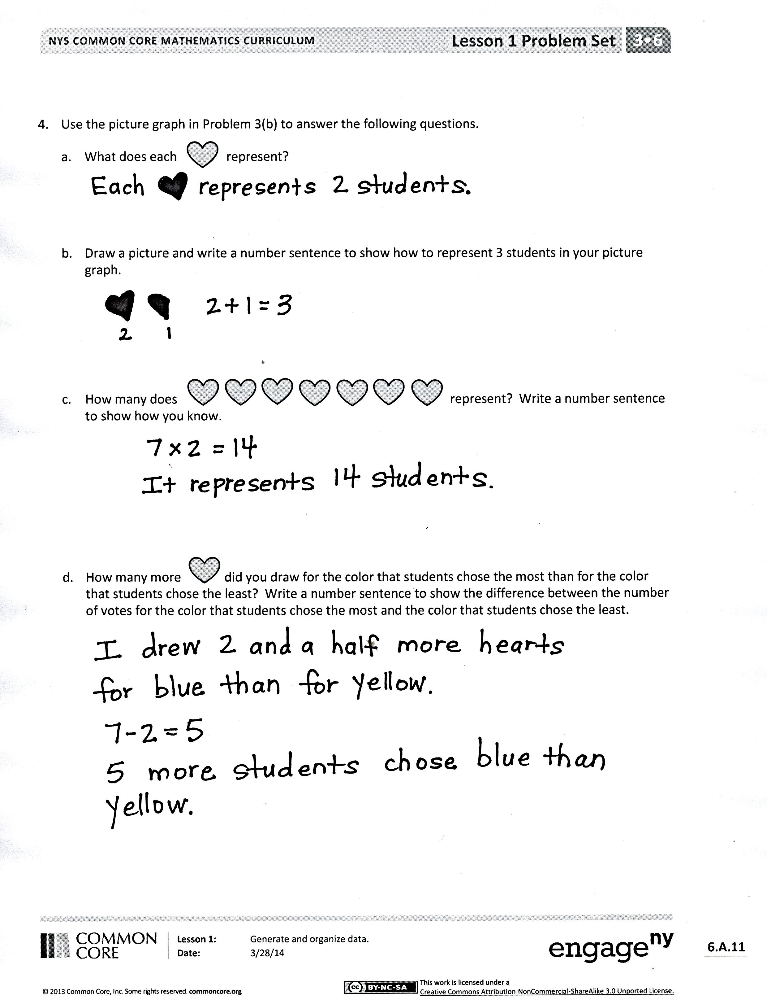 NYS COMMON CORE MATHEMATICS CURRICULUM Lesson 1 Problem Set 3•6
4. Use the picture graph in Problem 3(b) to answer the following questions.
a. What does each represent?
Each represents 2 students.
b. Draw a picture and write a number sentence to show how to represent 3 students in your picture
graph.
2+1=3
2 1
c. How many does represent? Write a number sentence
to show how you know.
7 × 2 = 14
It represents 14 students.
d. How many more did you draw for the color that students chose the most than for the color
that students chose the least? Write a number sentence to show the difference between the number
of votes for the color that students chose the most and the color that students chose the least.
I drew 2 and a half more hearts
for blue than for yellow.
7-2=5
5 more students chose blue than
yellow.
COMMON CORE
Lesson 1: Generate and organize data.
Date: 3/28/14
engage ny
6.A.11
© 2013 Common Core, Inc. Some rights reserved. commoncore.org
cc BY-NC-SA
This work is licensed under a
Creative Commons Attribution-NonCommercial-ShareAlike 3.0 Unported License.